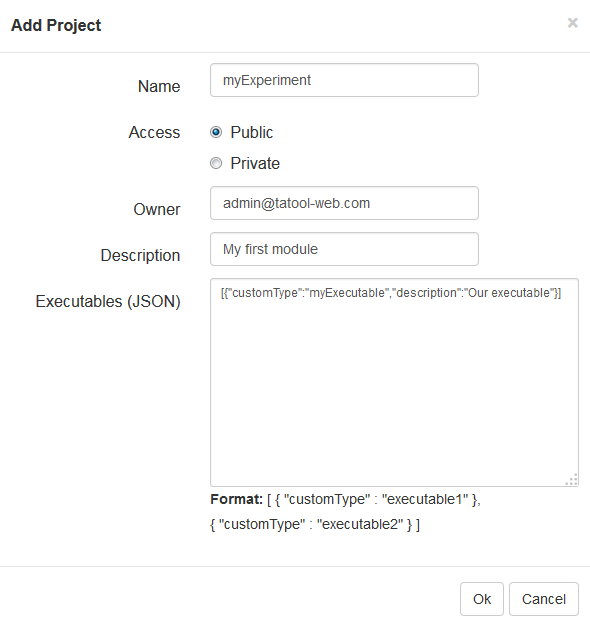 Add Project
×
Name
myExperiment
Access
Public
Private
Owner
admin@tatool-web.com
Description
My first module
Executables (JSON)
[{"customType":"myExecutable","description":"Our executable"}]
Format: [ { "customType" : "executable1" },
{ "customType" : "executable2" } ]
Ok
Cancel